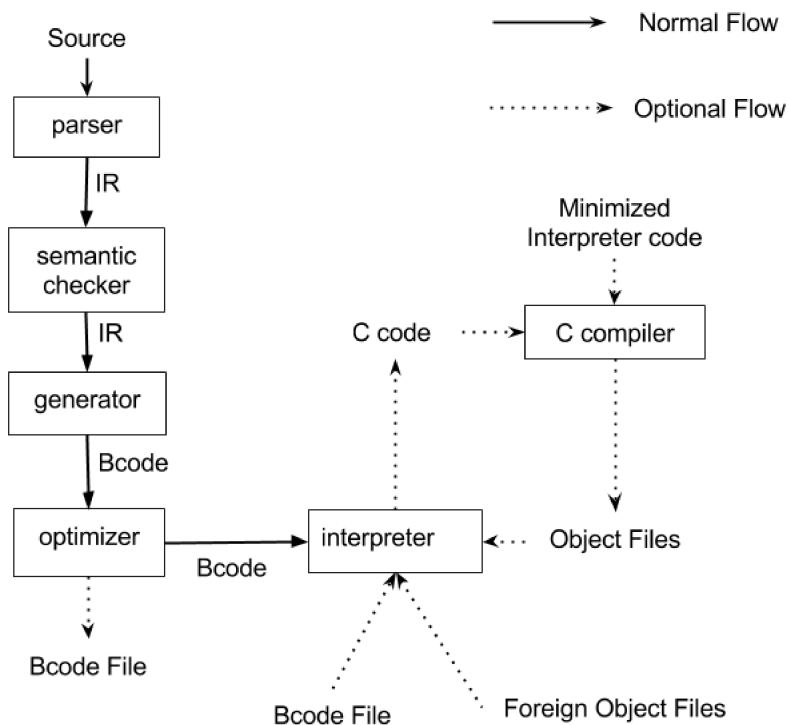 Source
Normal Flow
parser
Optional Flow
IR
Minimized
Interpreter code
semantic
checker
IR
C code
C compiler
generator
Bcode
optimizer
Bcode
interpreter
Object Files
Bcode File
Bcode File
Foreign Object Files